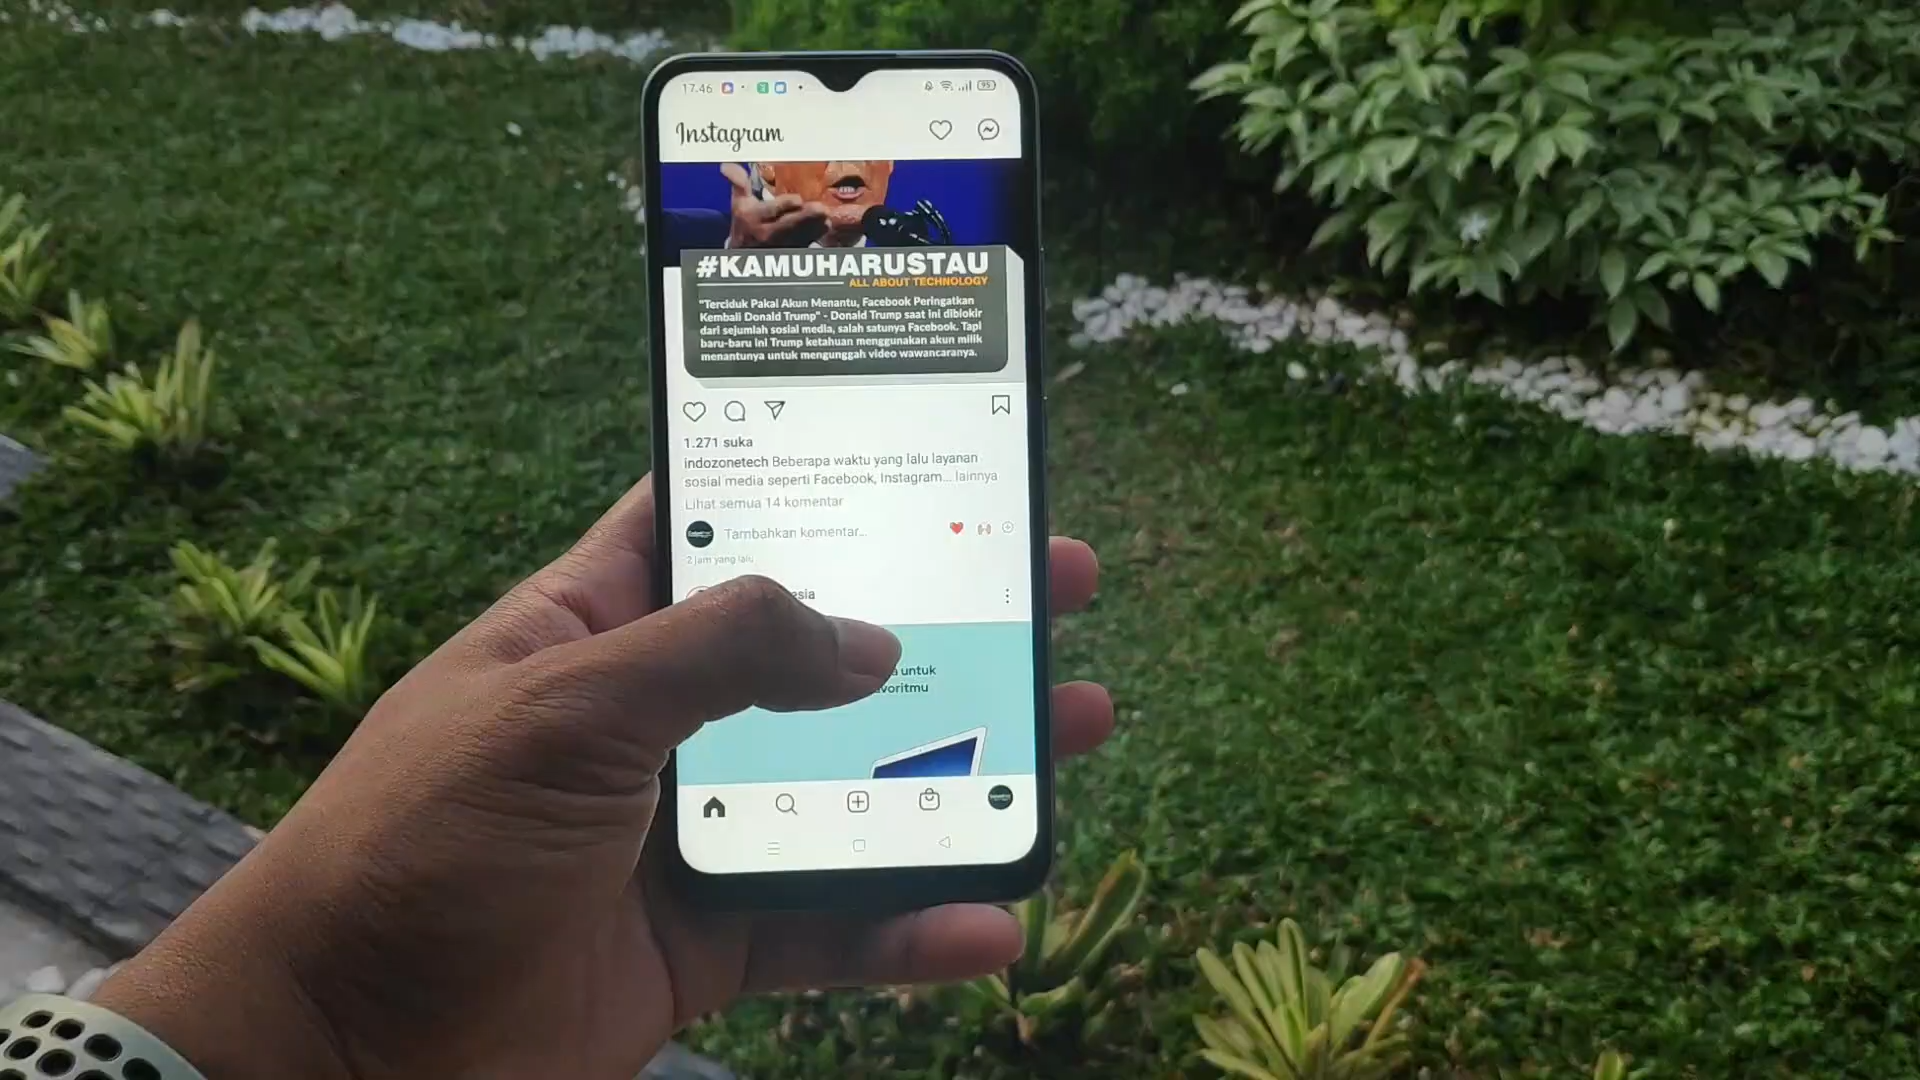 17.46
95
Instagram
#KAMUHARUSTAU
ALL ABOUT TECHNOLOGY
"Terciduk Pakai Akun Menantu, Facebook Peringatkan
Kembali Donald Trump" - Donald Trump saat ini diblokir
dari sejumlah sosial media, salah satunya Facebook. Tapi
baru-baru ini Trump ketahuan menggunakan akun milik
menantunya untuk mengunggah video wawancaranya.
1.271 suka
indozonetech Beberapa waktu yang lalu layanan
sosial media seperti Facebook, Instagram... lainnya
Lihat semua 14 komentar
Tambahkan komentar...
2 jam yang lalu
esia
untuk
voritmu